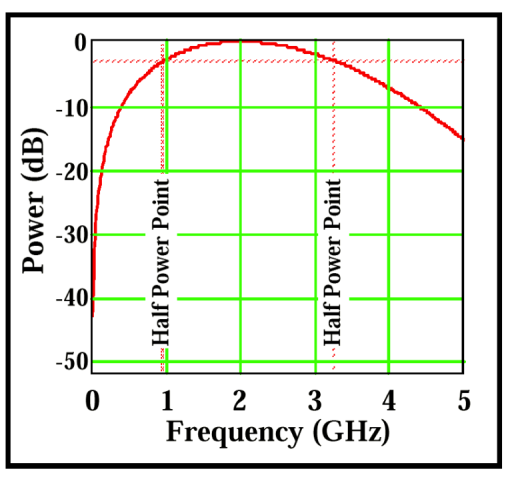 Power (dB)
0
-10
-20
-30
-40
-50
Half Power Point
Half Power Point
0 1 2 3 4 5
Frequency (GHz)